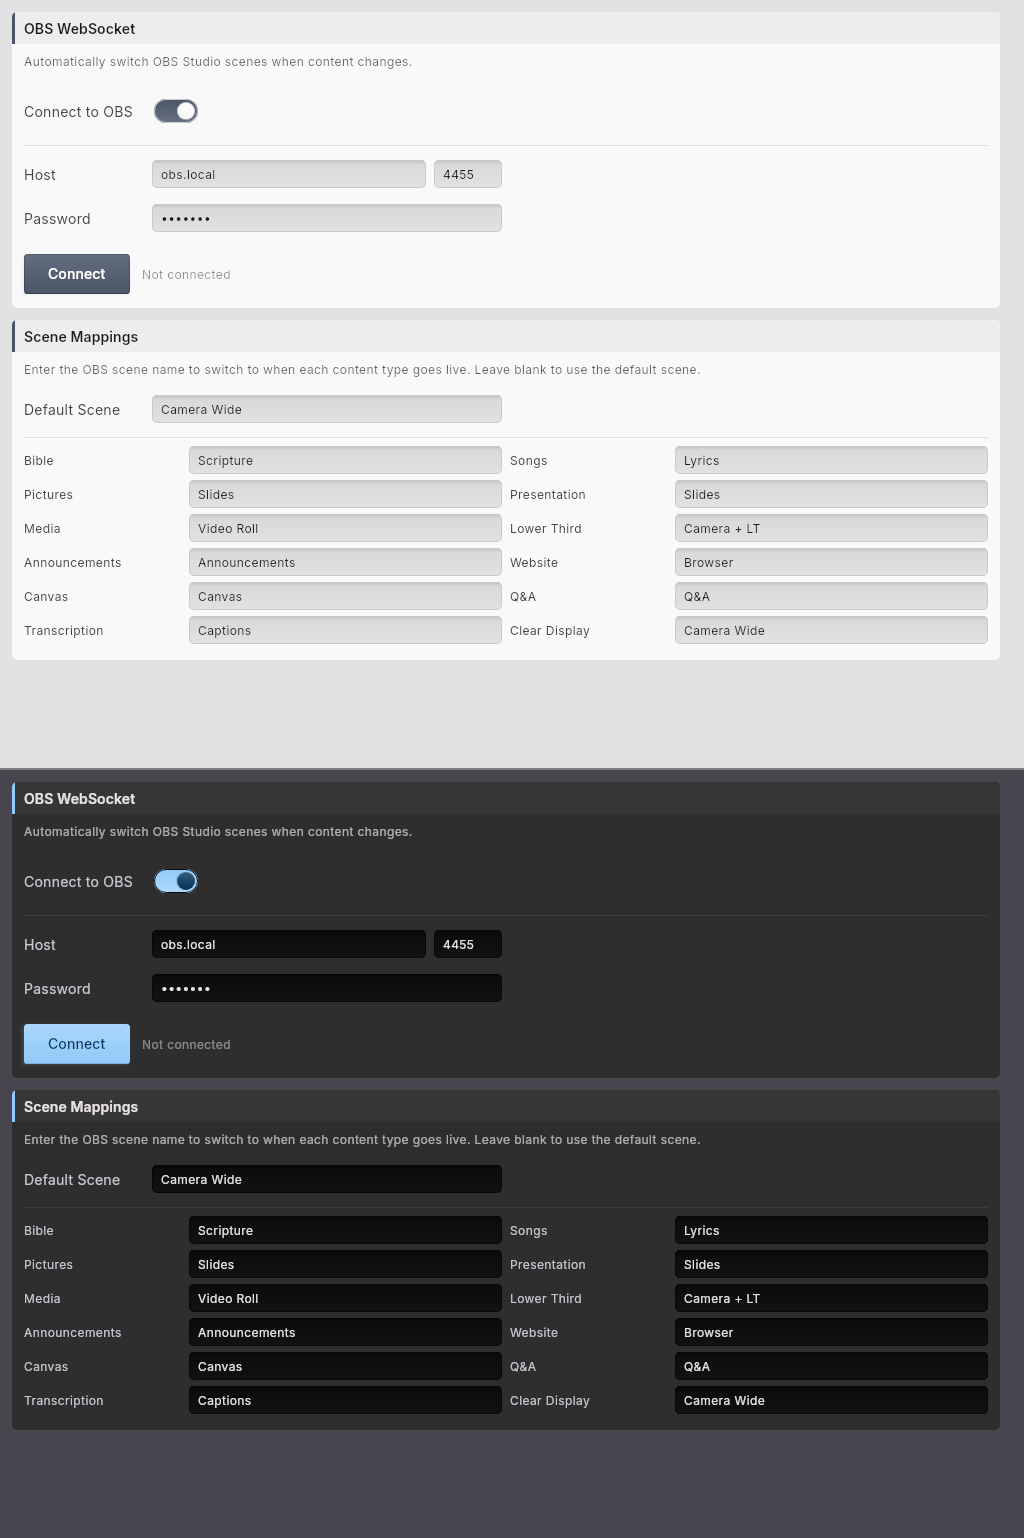 OBS WebSocket
Automatically switch OBS Studio scenes when content changes.
Connect to OBS
Host obs.local 4455
Password •••••••
Connect Not connected
Scene Mappings
Enter the OBS scene name to switch to when each content type goes live. Leave blank to use the default scene.
Default Scene Camera Wide
Bible Scripture Songs Lyrics
Pictures Slides Presentation Slides
Media Video Roll Lower Third Camera + LT
Announcements Announcements Website Browser
Canvas Canvas Q&A Q&A
Transcription Captions Clear Display Camera Wide
OBS WebSocket
Automatically switch OBS Studio scenes when content changes.
Connect to OBS
Host obs.local 4455
Password •••••••
Connect Not connected
Scene Mappings
Enter the OBS scene name to switch to when each content type goes live. Leave blank to use the default scene.
Default Scene Camera Wide
Bible Scripture Songs Lyrics
Pictures Slides Presentation Slides
Media Video Roll Lower Third Camera + LT
Announcements Announcements Website Browser
Canvas Canvas Q&A Q&A
Transcription Captions Clear Display Camera Wide